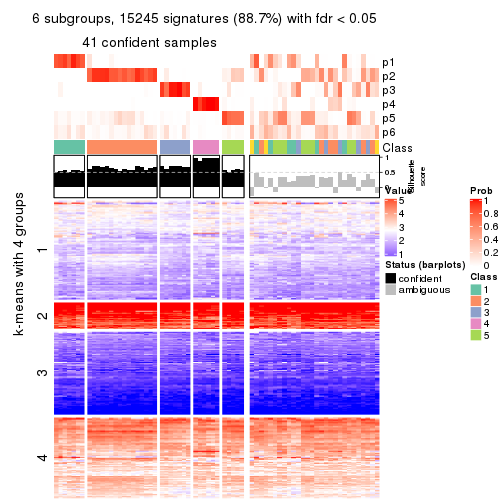 6 subgroups, 15245 signatures (88.7%) with fdr < 0.05
41 confident samples
p1
p2
p3
p4
p5
p6
Class
1
0.5
0
Silhouette
score
k-means with 4 groups
1
2
3
4
Value
5
4
3
2
1
Status (barplots)
confident
ambiguous
Prob
1
0.8
0.6
0.4
0.2
0
Class
1
2
3
4
5